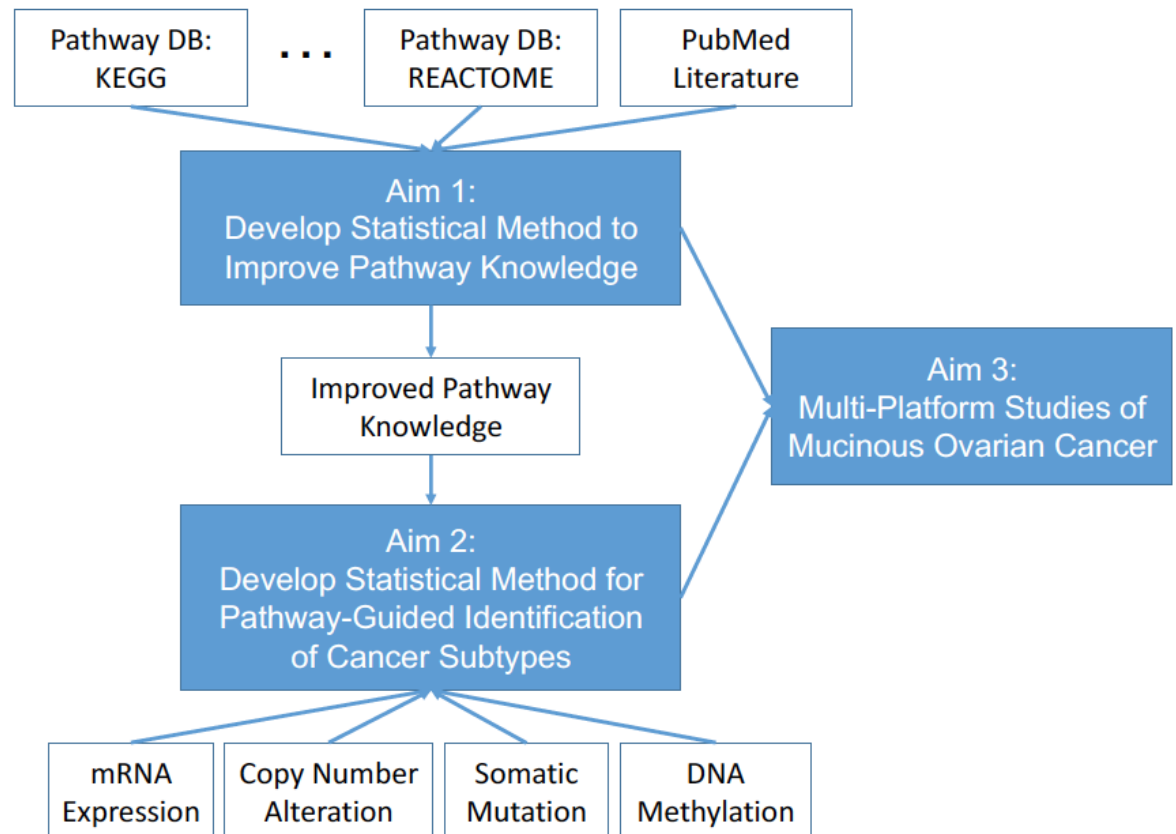 Pathway DB:
KEGG
. . .
Pathway DB:
REACTOME
PubMed
Literature
Aim 1:
Develop Statistical Method to
Improve Pathway Knowledge
Improved Pathway
Knowledge
Aim 3:
Multi-Platform Studies of
Mucinous Ovarian Cancer
Aim 2:
Develop Statistical Method for
Pathway-Guided Identification
of Cancer Subtypes
mRNA
Expression
Copy Number
Alteration
Somatic
Mutation
DNA
Methylation